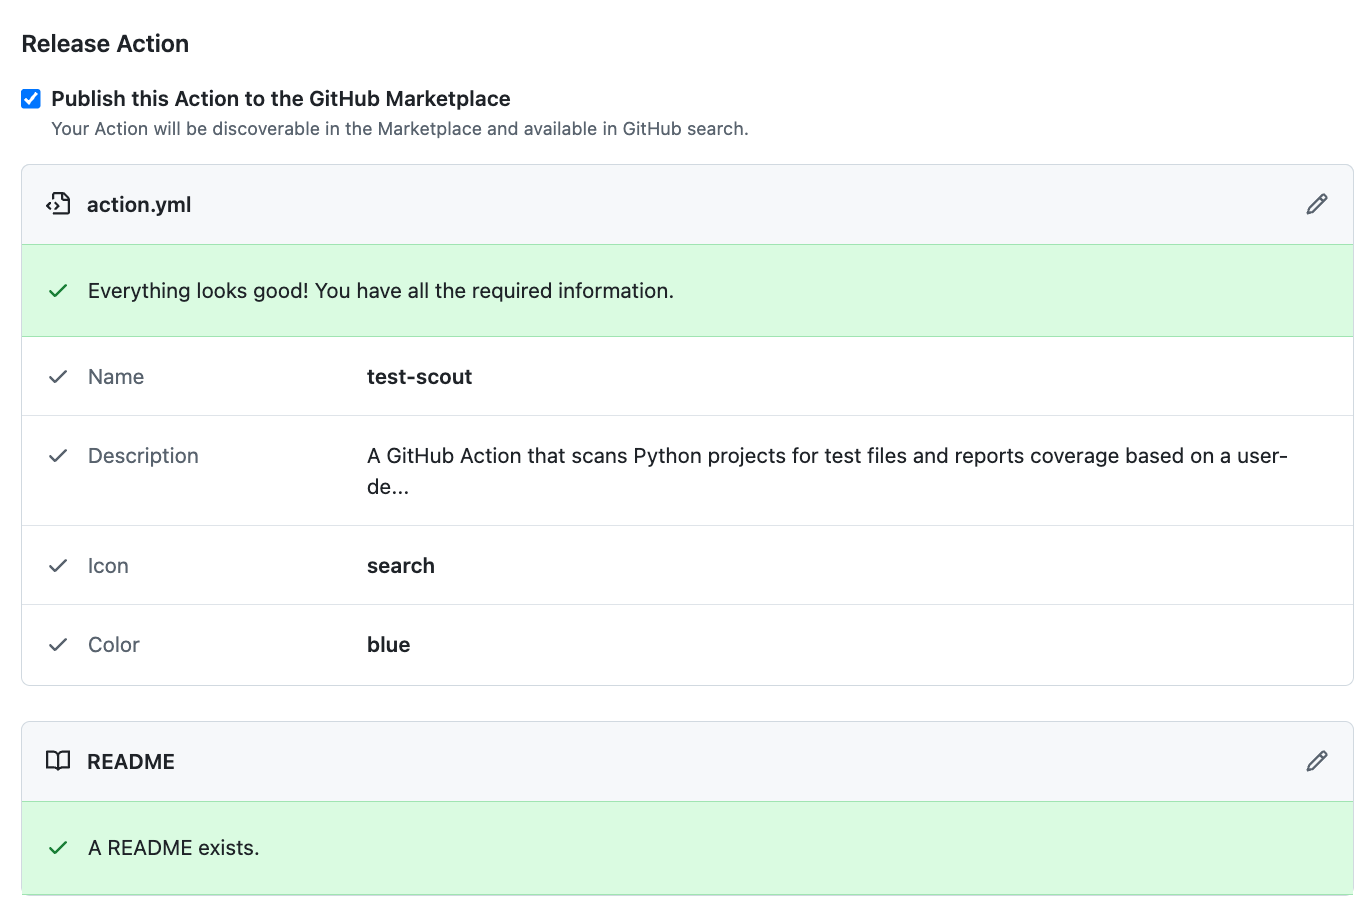 Release Action
Publish this Action to the GitHub Marketplace
Your Action will be discoverable in the Marketplace and available in GitHub search.
action.yml
Everything looks good! You have all the required information.
Name test-scout
Description A GitHub Action that scans Python projects for test files and reports coverage based on a user-
de...
Icon search
Color blue
README
A README exists.